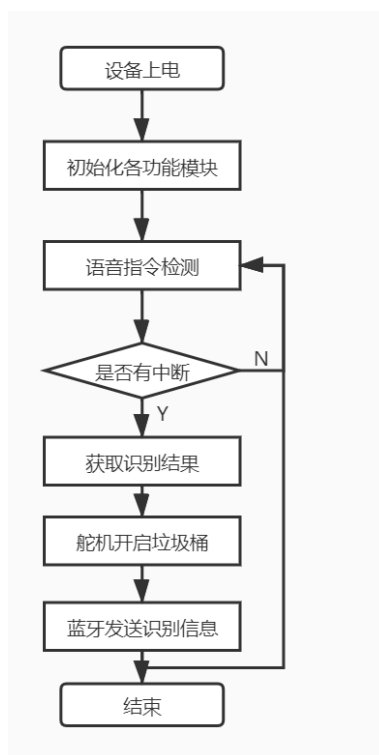 设备上电
初始化各功能模块
语音指令检测
是否有中断
N
Y
获取识别结果
舵机开启垃圾桶
蓝牙发送识别信息
结束